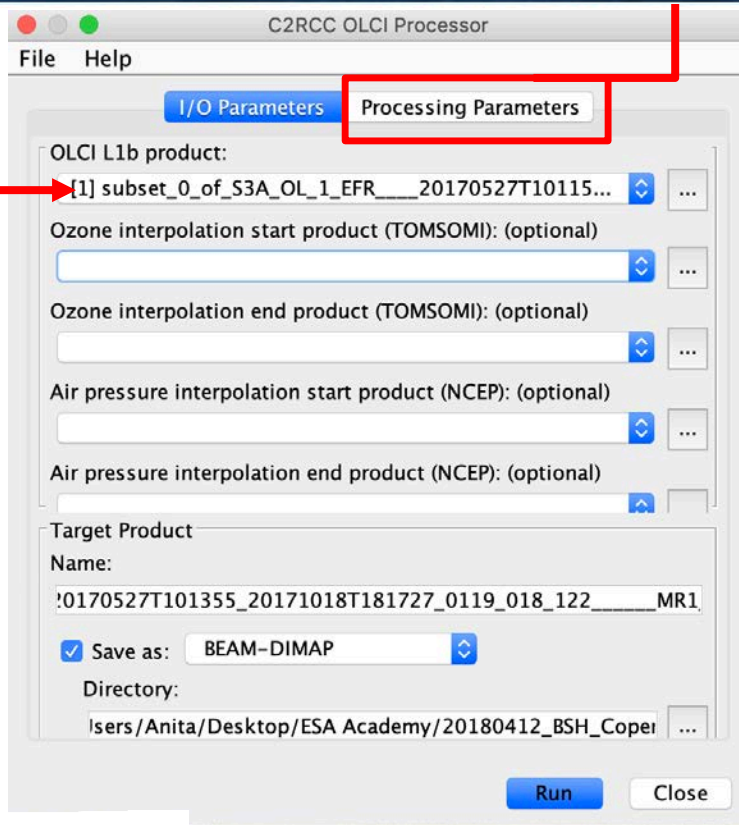 C2RCC OLCI Processor
File Help
I/O Parameters Processing Parameters
OLCI L1b product:
[1] subset_0_of_S3A_OL_1_EFR____20170527T10115...
...
Ozone interpolation start product (TOMSOMI): (optional)
...
Ozone interpolation end product (TOMSOMI): (optional)
...
Air pressure interpolation start product (NCEP): (optional)
...
Air pressure interpolation end product (NCEP): (optional)
Target Product
Name:
20170527T101355_20171018T181727_0119_018_122______MR1_
Save as: BEAM-DIMAP
Directory:
Jsers/Anita/Desktop/ESA Academy/20180412_BSH_Coper ...
Run Close